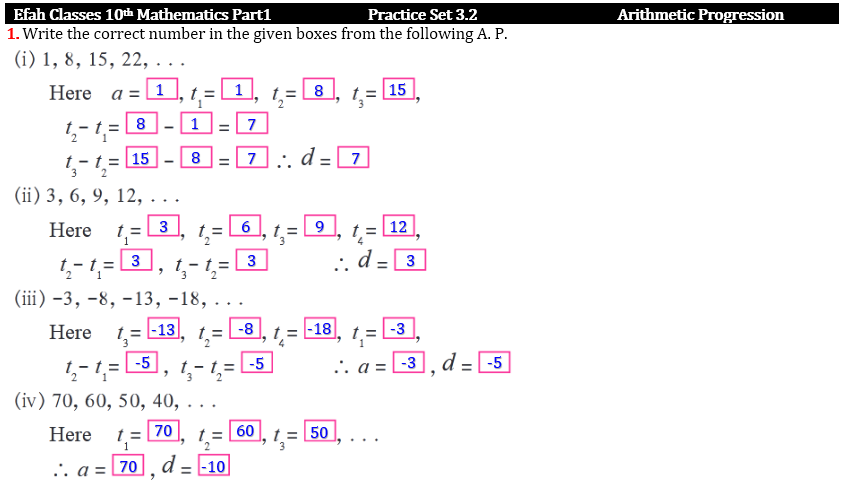 Efah Classes 10th Mathematics Part1 Practice Set 3.2 Arithmetic Progression
1. Write the correct number in the given boxes from the following A. P.
(i) 1, 8, 15, 22, . . .
Here a = 1, t₁= 1, t₂= 8, t₃= 15,
t₂– t₁= 8 – 1 = 7
t₃– t₂= 15 – 8 = 7 ∴ d = 7
(ii) 3, 6, 9, 12, . . .
Here t₁= 3, t₂= 6, t₃= 9, t₄= 12,
t₂– t₁= 3, t₃– t₂= 3 ∴ d = 3
(iii) –3, –8, –13, –18, . . .
Here t₃= -13, t₂= -8, t₄= -18, t₁= -3,
t₂– t₁= -5, t₃– t₂= -5 ∴ a = -3, d = -5
(iv) 70, 60, 50, 40, . . .
Here t₁= 70, t₂= 60, t₃= 50, . . .
∴ a = 70, d = -10